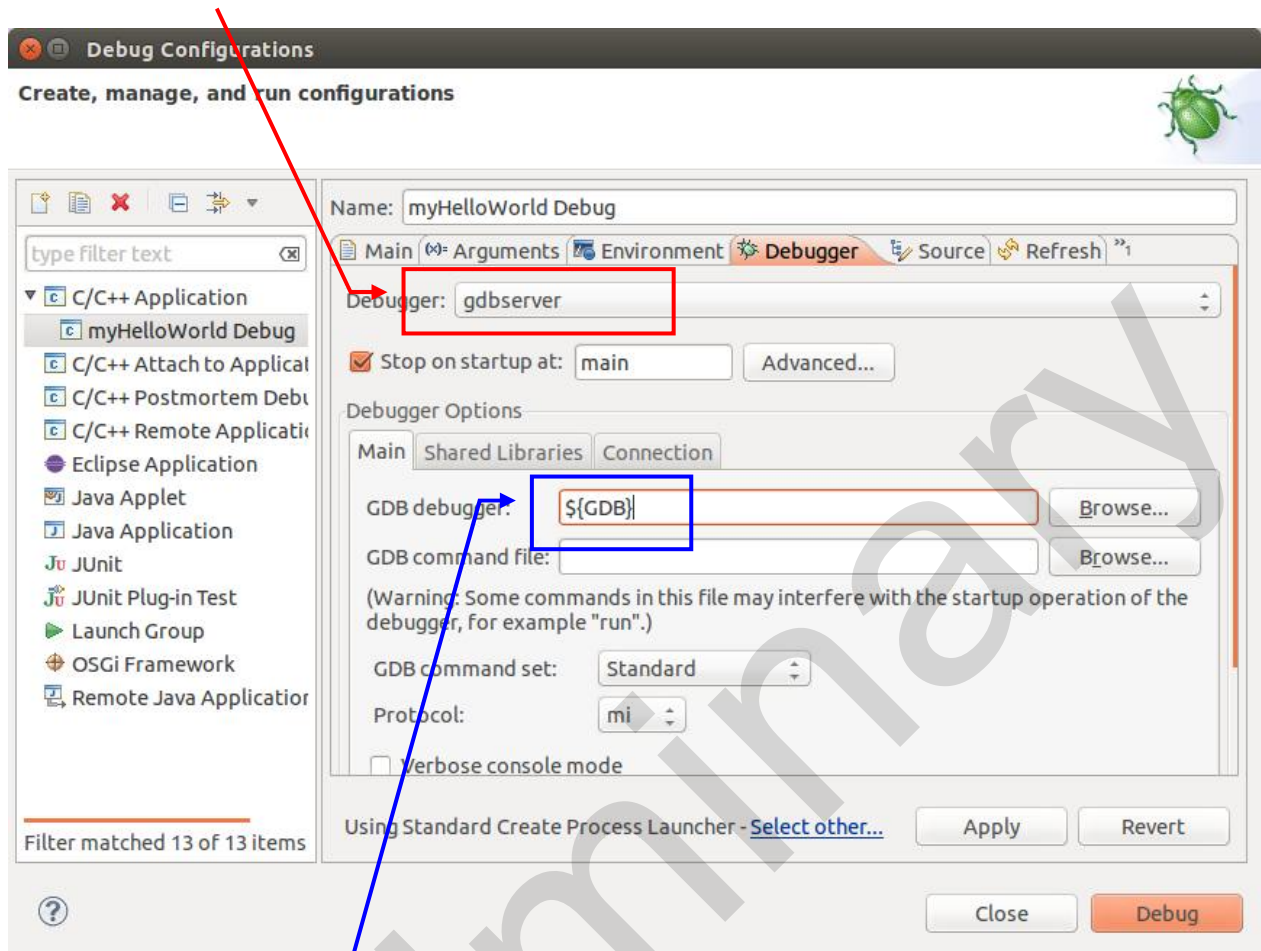 Debug Configurations
Create, manage, and run configurations
Name: myHelloWorld Debug
type filter text
Main (x)= Arguments Environment Debugger Source Refresh »1
C/C++ Application
Debugger: gdbserver
myHelloWorld Debug
C/C++ Attach to Applicat
Stop on startup at: main Advanced...
C/C++ Postmortem Debu
Debugger Options
C/C++ Remote Applicatio
Main Shared Libraries Connection
Eclipse Application
Java Applet
GDB debugger: ${GDB} Browse...
Java Application
JUnit
GDB command file: Browse...
JUnit Plug-in Test
(Warning: Some commands in this file may interfere with the startup operation of the
debugger, for example "run".)
Launch Group
OSGi Framework
GDB command set: Standard
Remote Java Application
Protocol: mi
Verbose console mode
Using Standard Create Process Launcher - Select other... Apply Revert
Filter matched 13 of 13 items
Close Debug
minary